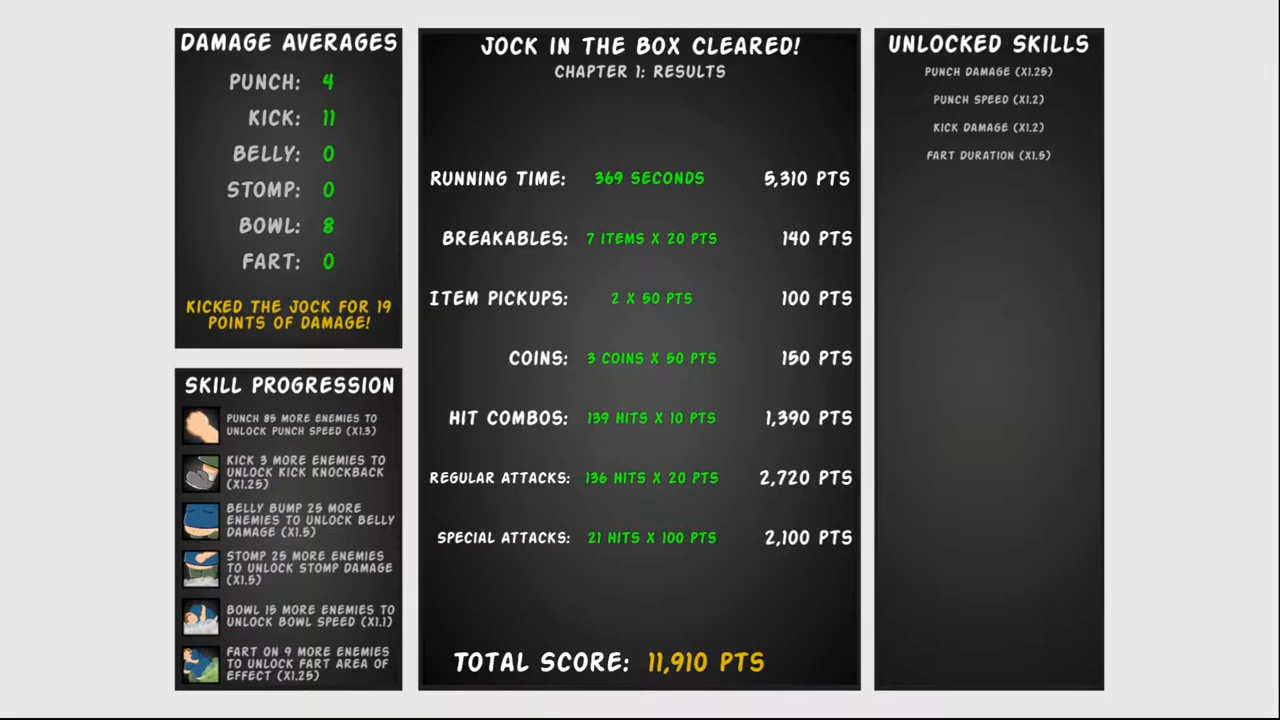 DAMAGE AVERAGES
PUNCH: 4
KICK: 11
BELLY: 0
STOMP: 0
BOWL: 8
FART: 0
KICKED THE JOCK FOR 19
POINTS OF DAMAGE!
SKILL PROGRESSION
PUNCH 85 MORE ENEMIES TO
UNLOCK PUNCH SPEED (X1.3)
KICK 3 MORE ENEMIES TO
UNLOCK KICK KNOCKBACK
(X1.25)
BELLY BUMP 25 MORE
ENEMIES TO UNLOCK BELLY
DAMAGE (X1.5)
STOMP 25 MORE ENEMIES
TO UNLOCK STOMP DAMAGE
(X1.5)
BOWL 15 MORE ENEMIES TO
UNLOCK BOWL SPEED (X1.1)
FART ON 9 MORE ENEMIES
TO UNLOCK FART AREA OF
EFFECT (X1.25)
JOCK IN THE BOX CLEARED!
CHAPTER 1: RESULTS
RUNNING TIME: 369 SECONDS 5,310 PTS
BREAKABLES: 7 ITEMS X 20 PTS 140 PTS
ITEM PICKUPS: 2 X 50 PTS 100 PTS
COINS: 3 COINS X 50 PTS 150 PTS
HIT COMBOS: 139 HITS X 10 PTS 1,390 PTS
REGULAR ATTACKS: 136 HITS X 20 PTS 2,720 PTS
SPECIAL ATTACKS: 21 HITS X 100 PTS 2,100 PTS
TOTAL SCORE: 11,910 PTS
UNLOCKED SKILLS
PUNCH DAMAGE (X1.25)
PUNCH SPEED (X1.2)
KICK DAMAGE (X1.2)
FART DURATION (X1.5)